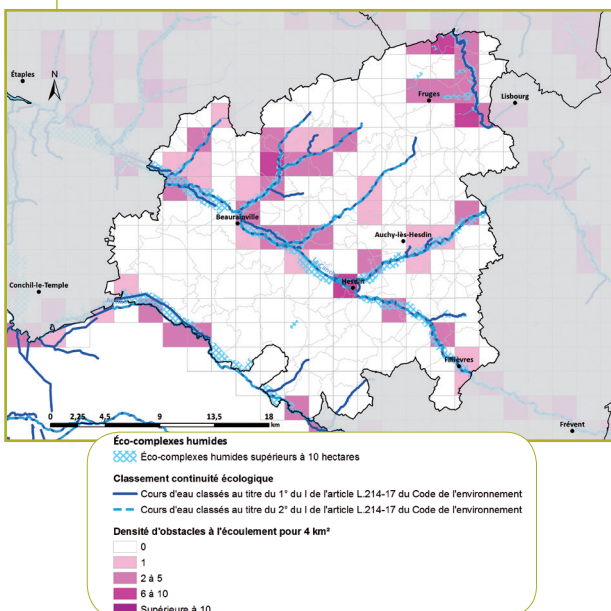 Étaples
N
Fruges
Lisbourg
Beaurainville
Auchy-lès-Hesdin
Hesdin
Conchil-le-Temple
Fillièvres
Frévent
0 2,25 4,5 9 13,5 18
km
Éco-complexes humides
Éco-complexes humides supérieurs à 10 hectares
Classement continuité écologique
Cours d'eau classés au titre du 1° du I de l'article L.214-17 du Code de l'environnement
Cours d'eau classés au titre du 2° du I de l'article L.214-17 du Code de l'environnement
Densité d'obstacles à l'écoulement pour 4 km²
0
1
2 à 5
6 à 10
Supérieure à 10